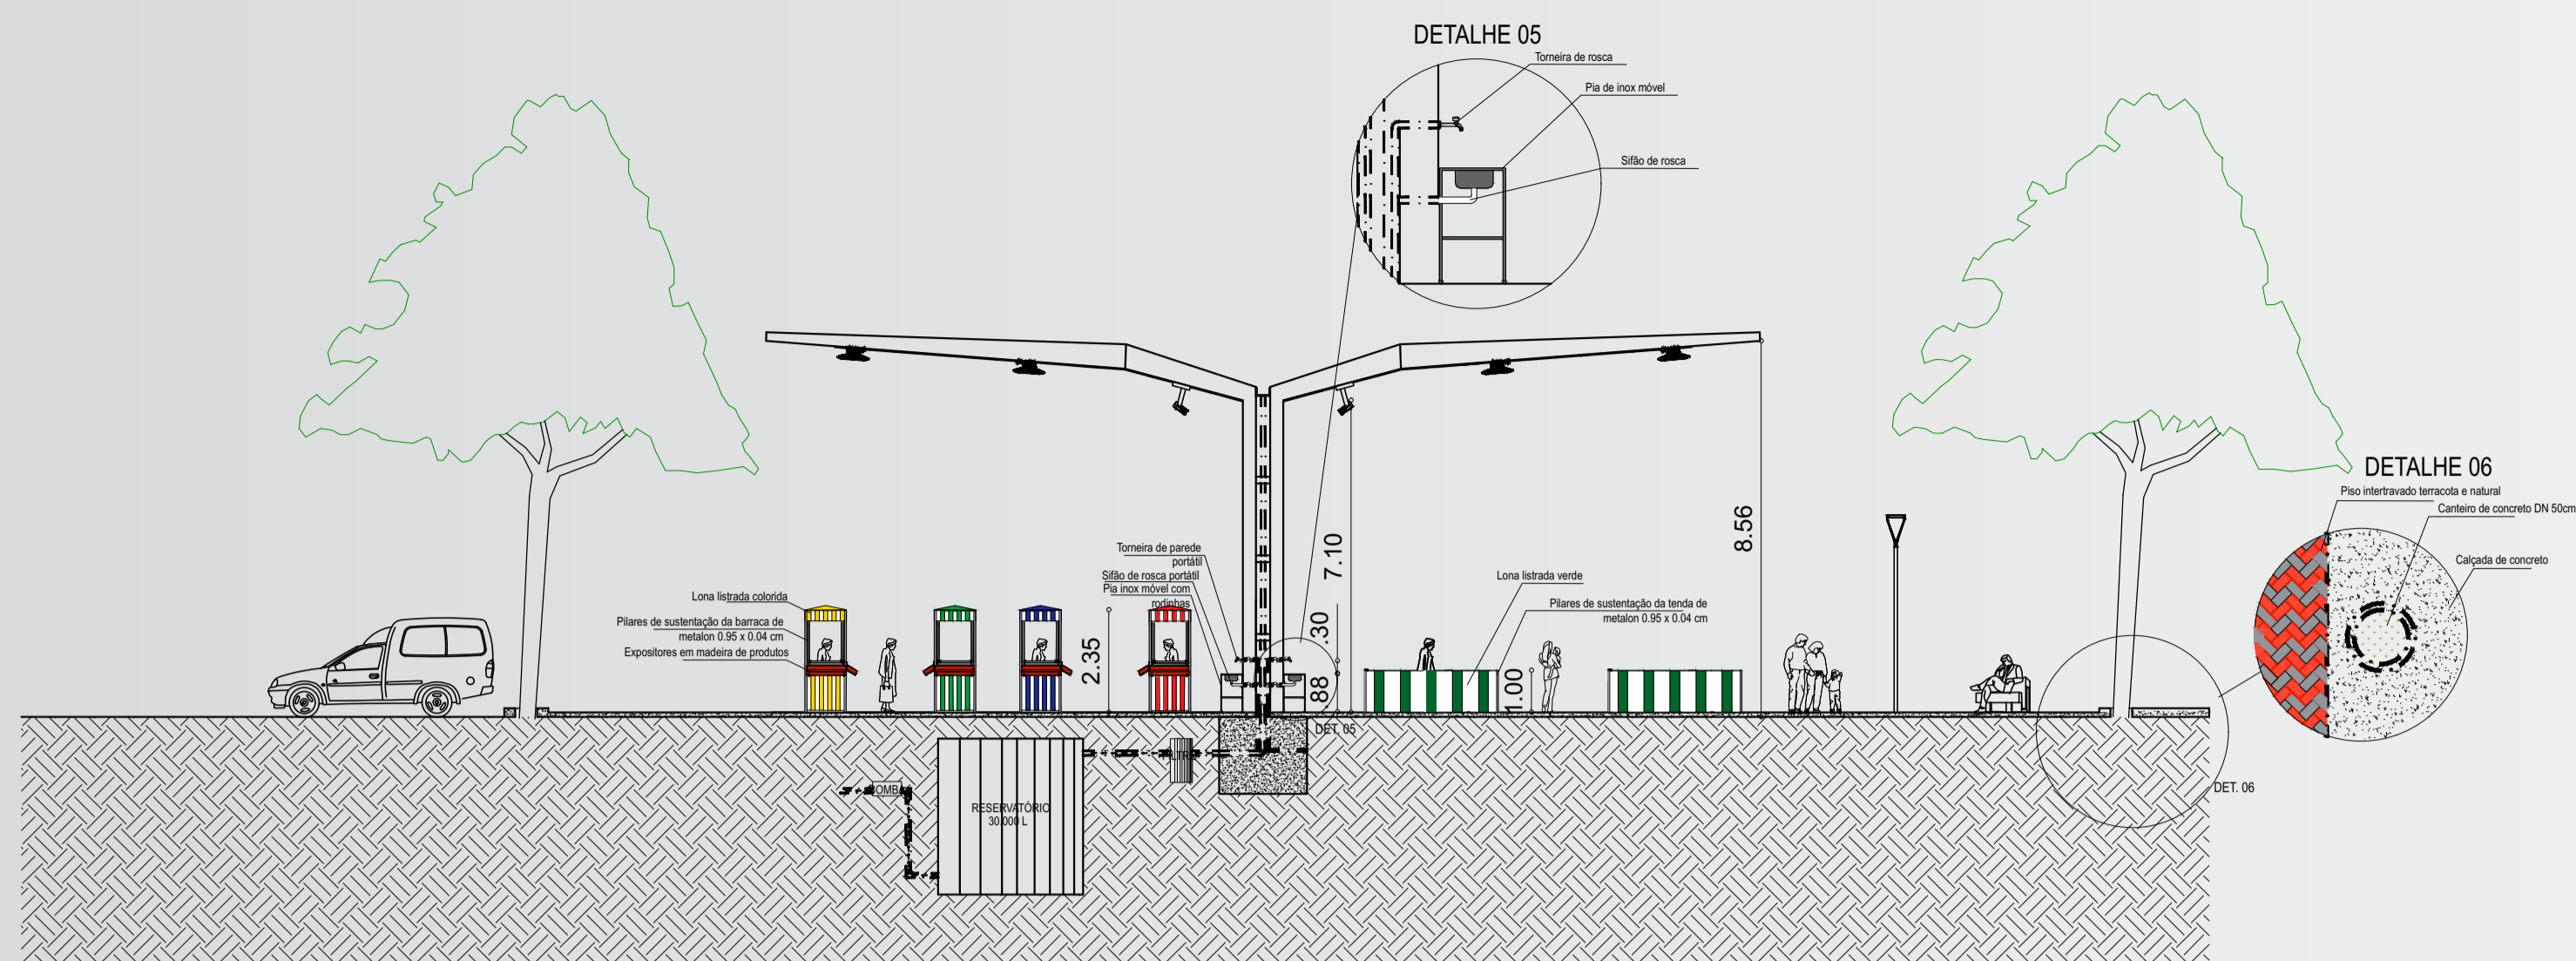 DETALHE 05
Torneira de rosca
Pia de inox móvel
Sifão de rosca
DETALHE 06
Piso intertravado terracota e natural
Canteiro de concreto DN 50cm
Calçada de concreto
Torneira de parede
portátil
Sifão de rosca portátil
Pia inox móvel com
rodinhas
Lona listrada colorida
Pilares de sustentação da barraca de
metalon 0.95 x 0.04 cm
Expositores em madeira de produtos
2.35
7.10
.30
.88
8.56
1.00
Lona listrada verde
Pilares de sustentação da tenda de
metalon 0.95 x 0.04 cm
DET. 05
DET. 06
BOMBA
RESERVATÓRIO
30.000 L